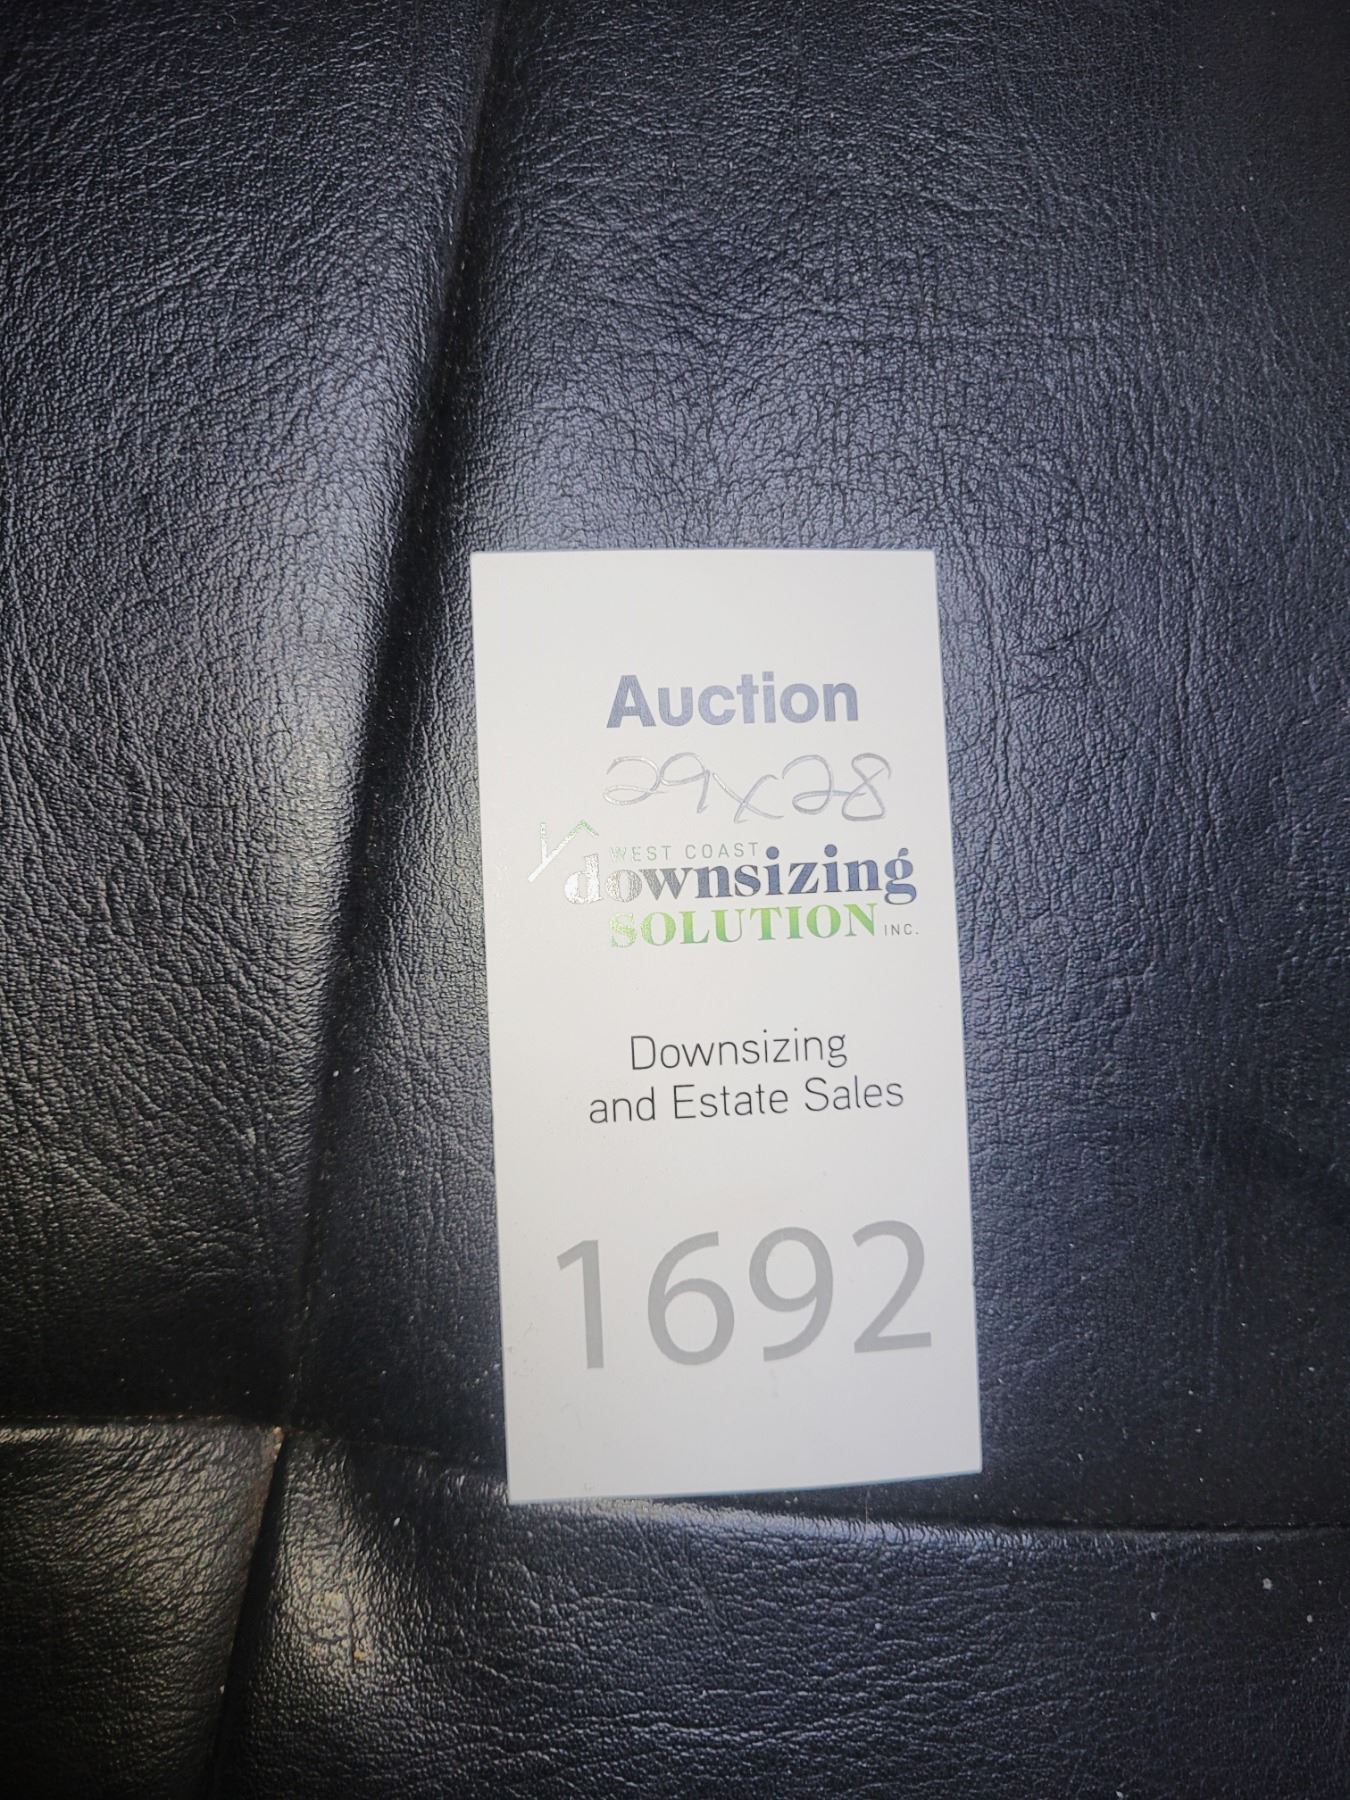 Auction
29x28
WEST COAST
downsizing
SOLUTION INC.
Downsizing
and Estate Sales
1692